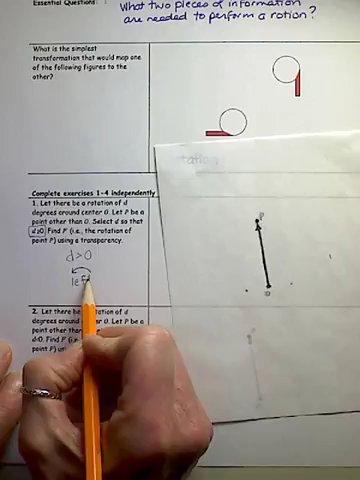 Essential Questions:
What two pieces of information
are needed to perform a rotion?
What is the simplest
transformation that would map one
of the following figures to the
other?
tation
Complete exercises 1-4 independently
1. Let there be a rotation of d
degrees around center O. Let P be a
point other than O. Select d so that
d≥0. Find P' (i.e., the rotation of
point P) using a transparency.
d>0
left
P
O
2. Let there be rotation of d
degrees around O. Let P be a
point other
d<0. Find P'
point P)